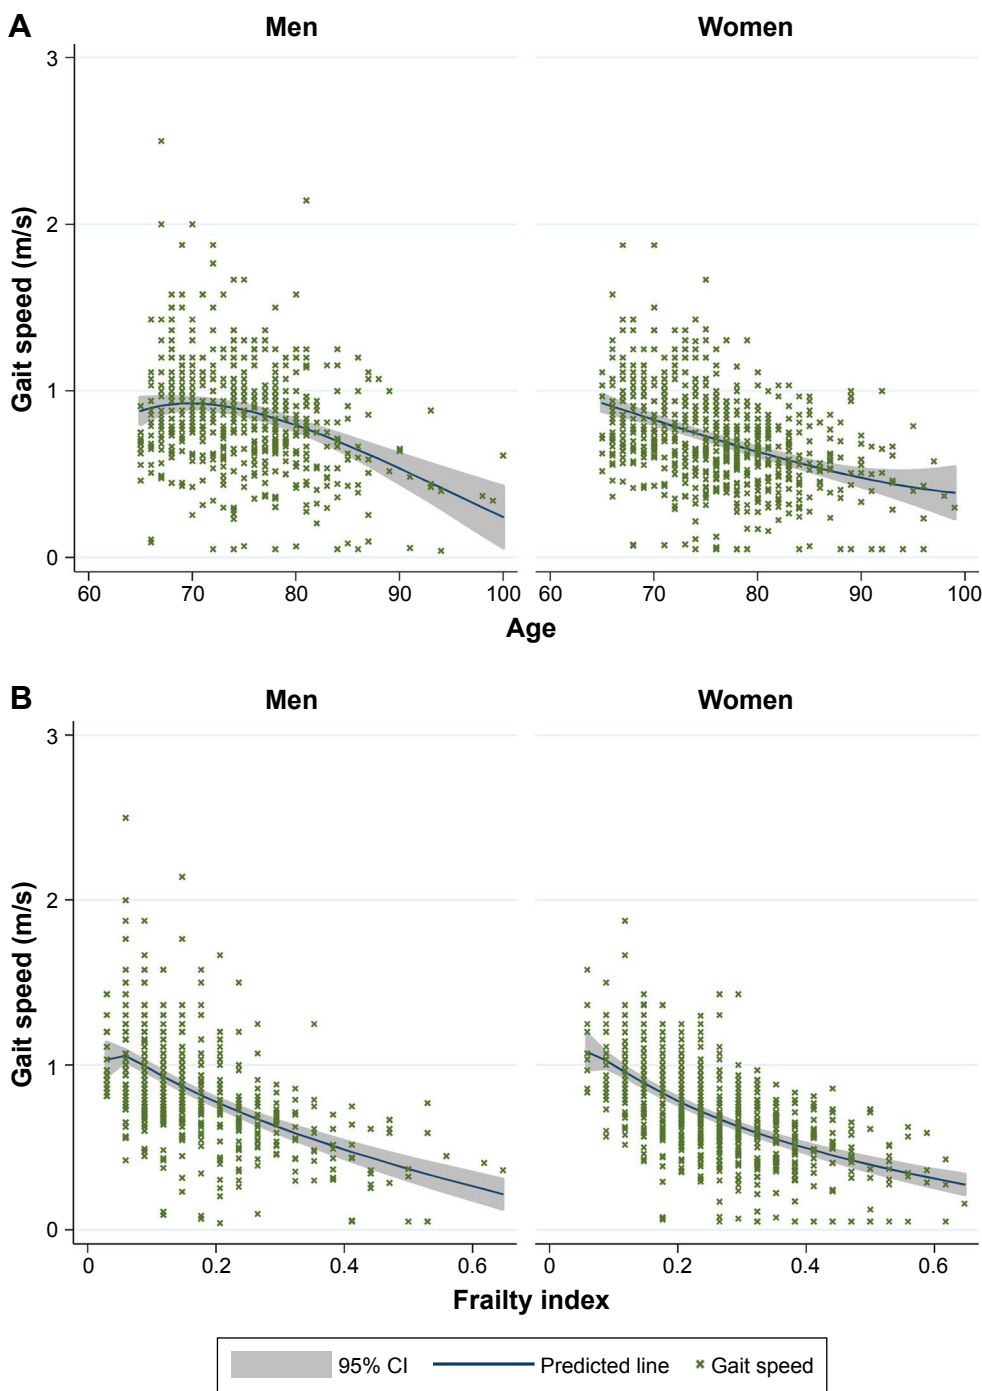 A
Men
Women
Gait speed (m/s)
3
2
1
0
60 70 80 90 100
60 70 80 90 100
Age
B
Men
Women
Gait speed (m/s)
3
2
1
0
0 0.2 0.4 0.6
0 0.2 0.4 0.6
Frailty index
95% CI Predicted line Gait speed